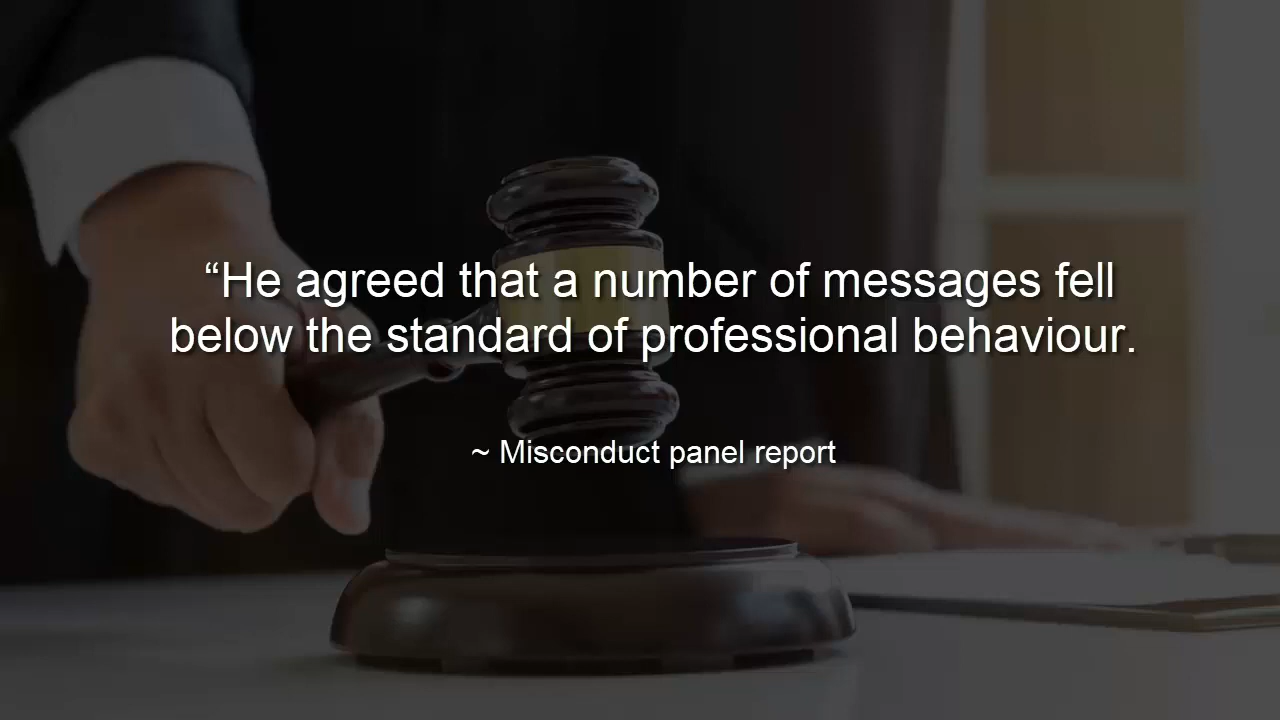 “He agreed that a number of messages fell
below the standard of professional behaviour.
~ Misconduct panel report